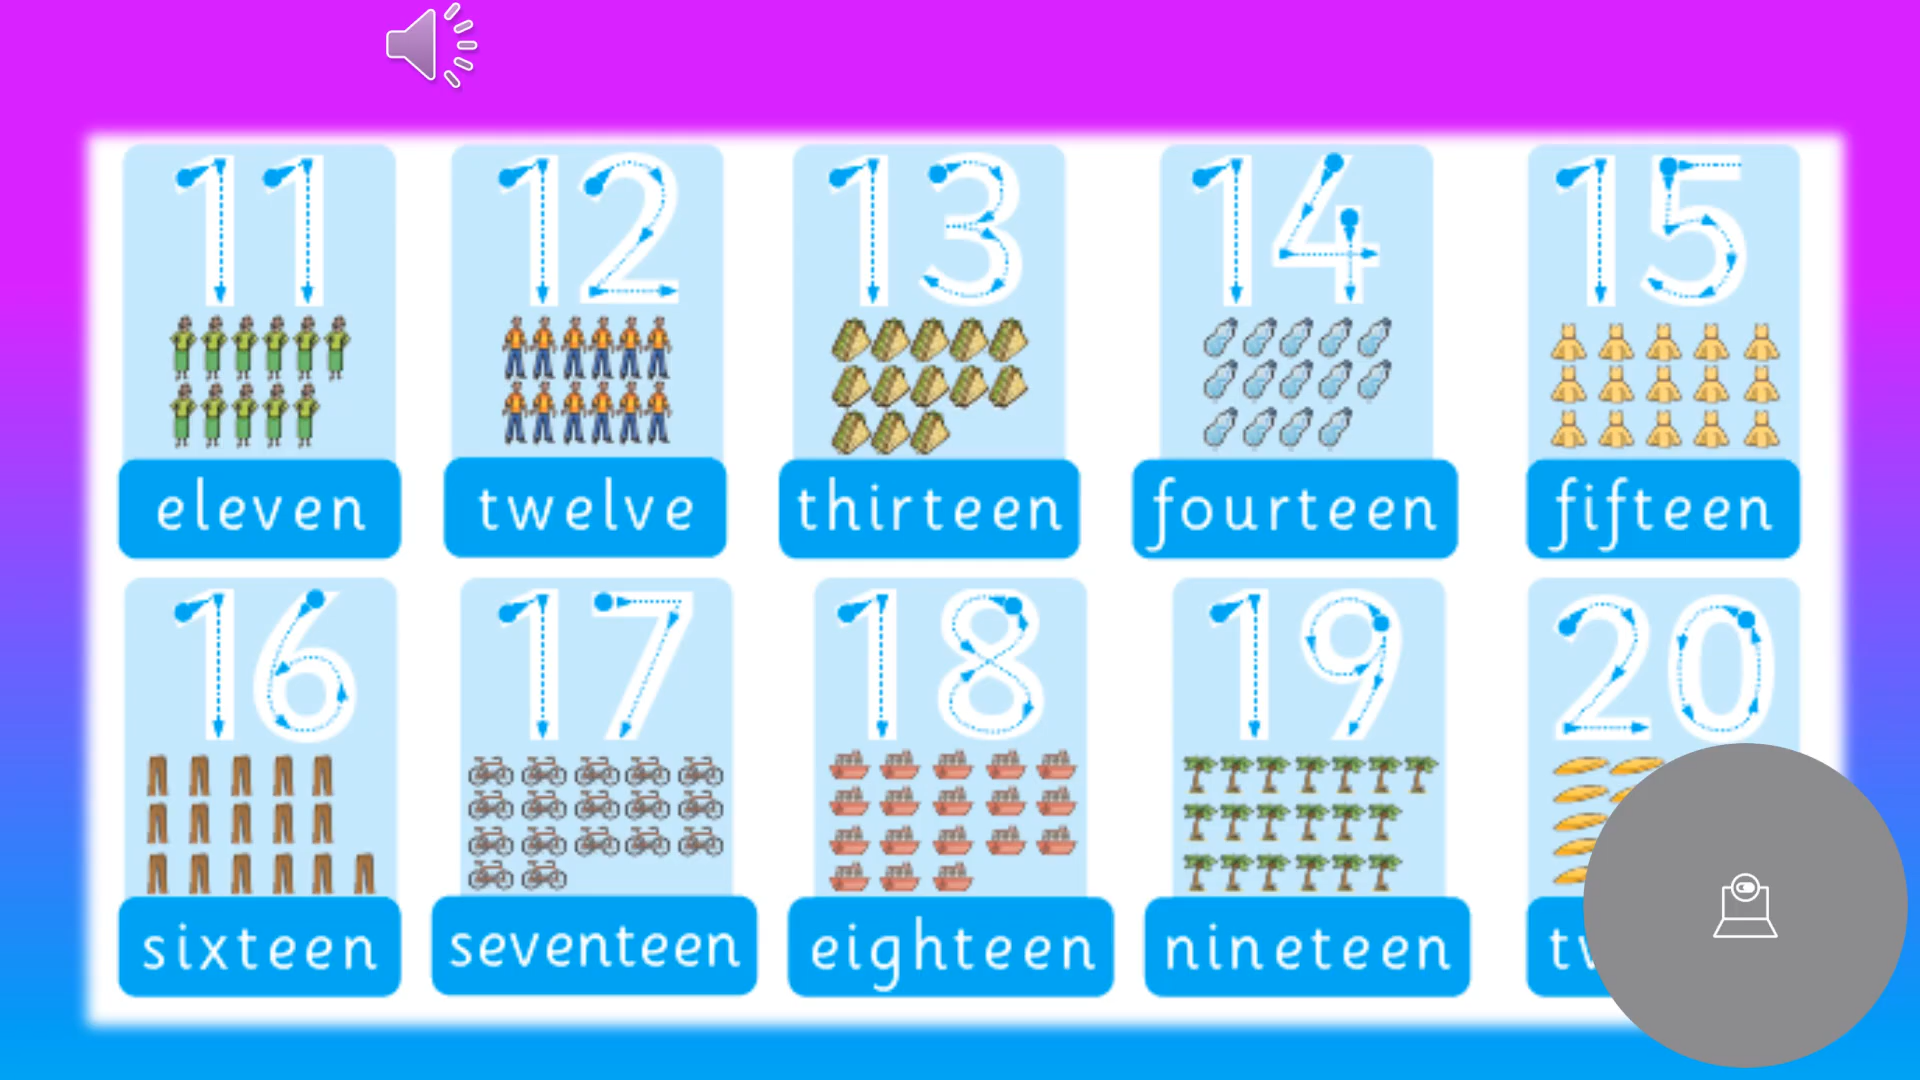 11 12 13 14 15
eleven twelve thirteen fourteen fifteen
16 17 18 19 20
sixteen seventeen eighteen nineteen